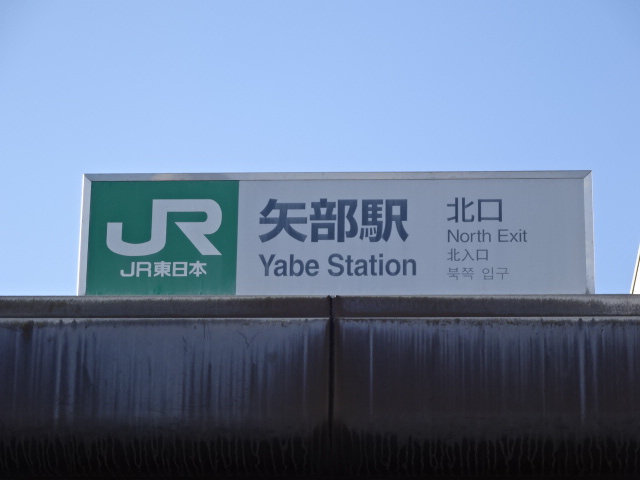 JR
JR東日本
矢部駅
Yabe Station
北口
North Exit
北入口
북쪽 입구